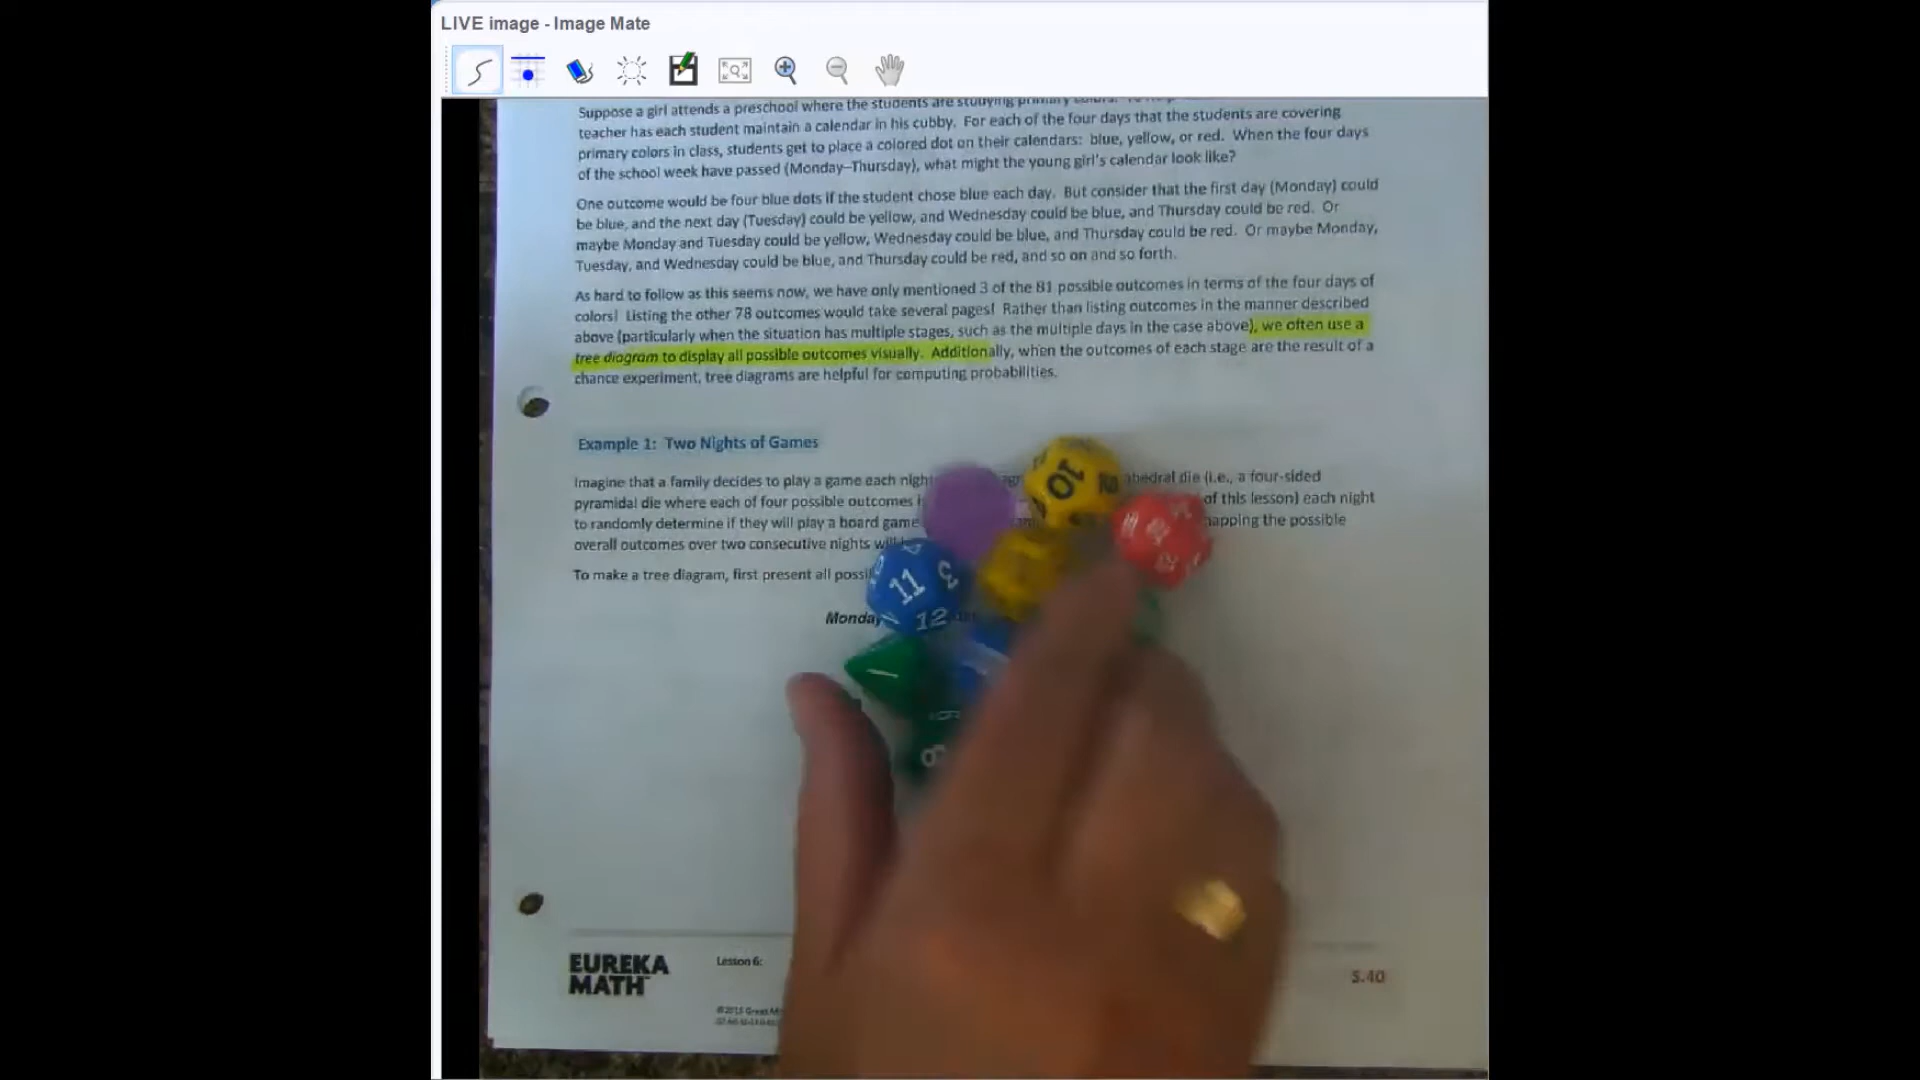 LIVE image - Image Mate
Suppose a girl attends a preschool where the students are studying primary colors.
teacher has each student maintain a calendar in his cubby. For each of the four days that the students are covering
primary colors in class, students get to place a colored dot on their calendars: blue, yellow, or red. When the four days
of the school week have passed (Monday–Thursday), what might the young girl's calendar look like?
One outcome would be four blue dots if the student chose blue each day. But consider that the first day (Monday) could
be blue, and the next day (Tuesday) could be yellow, and Wednesday could be blue, and Thursday could be red. Or
maybe Monday and Tuesday could be yellow, Wednesday could be blue, and Thursday could be red. Or maybe Monday,
Tuesday, and Wednesday could be blue, and Thursday could be red, and so on and so forth.
As hard to follow as this seems now, we have only mentioned 3 of the 81 possible outcomes in terms of the four days of
colors! Listing the other 78 outcomes would take several pages! Rather than listing outcomes in the manner described
above (particularly when the situation has multiple stages, such as the multiple days in the case above), we often use a
tree diagram to display all possible outcomes visually. Additionally, when the outcomes of each stage are the result of a
chance experiment, tree diagrams are helpful for computing probabilities.
Example 1: Two Nights of Games
Imagine that a family decides to play a game each night hedral die (i.e., a four-sided
pyramidal die where each of four possible outcomes of this lesson) each night
to randomly determine if they will play a board game mapping the possible
overall outcomes over two consecutive nights
To make a tree diagram, first present all
Monday
10
11
12
8
EUREKA
MATH
Lesson 6:
S.40